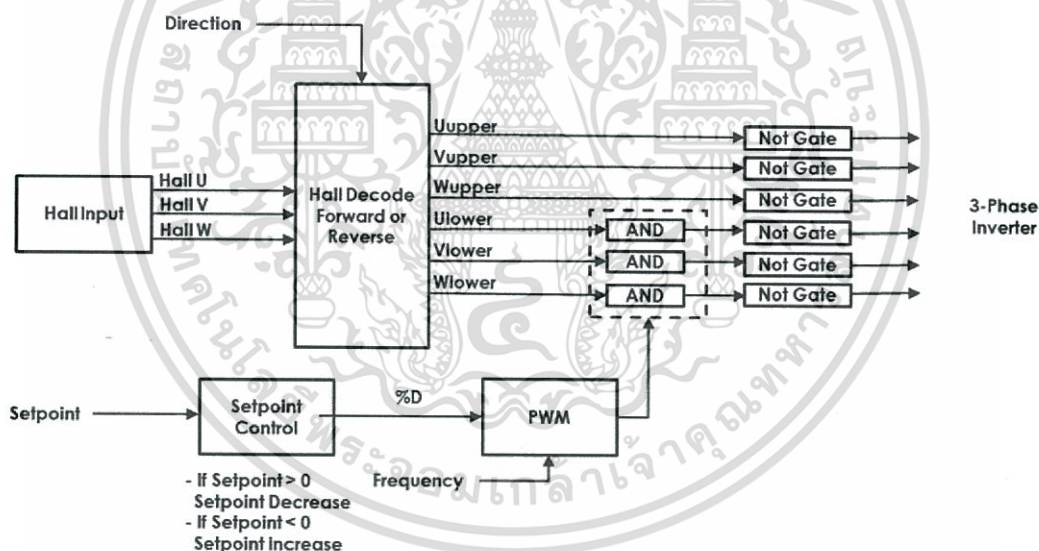 Direction
Uupper
Vupper
Wupper
Ulower
Vlower
Wlower
Hall Input
Hall U
Hall V
Hall W
Hall Decode
Forward or
Reverse
AND
AND
AND
Not Gate
Not Gate
Not Gate
Not Gate
Not Gate
Not Gate
3-Phase
Inverter
Setpoint
Setpoint
Control
%D
PWM
Frequency
- If Setpoint > 0
Setpoint Decrease
- If Setpoint < 0
Setpoint Increase